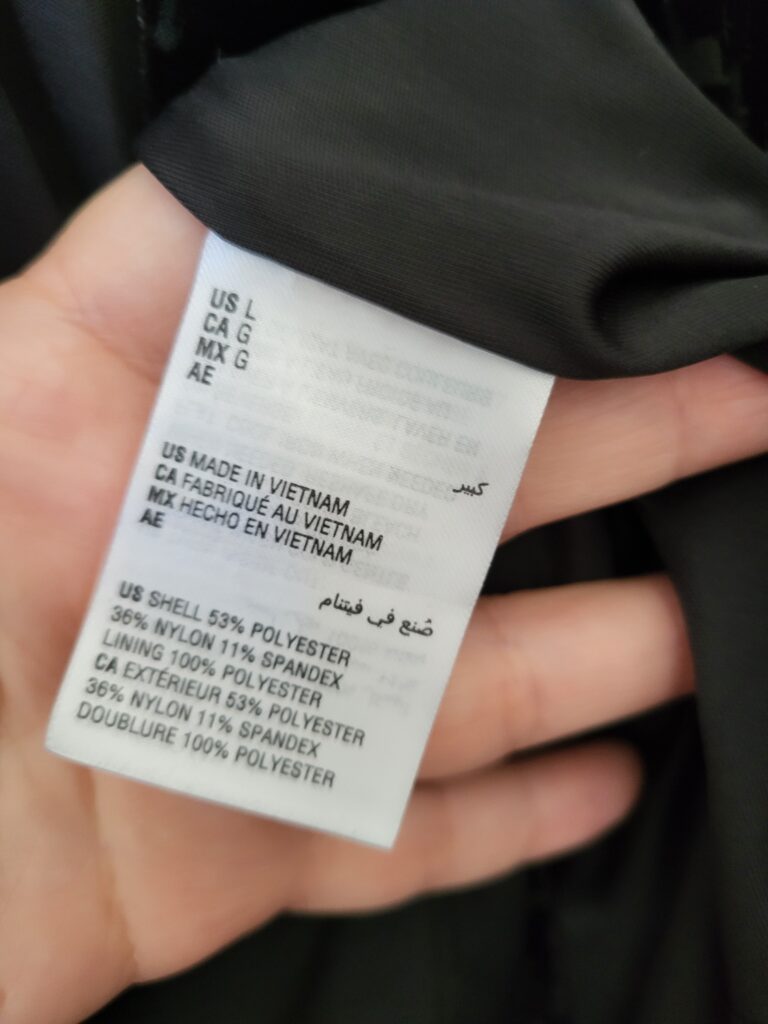 US L
CA G
MX G
AE
كبير
US MADE IN VIETNAM
CA FABRIQUÉ AU VIETNAM
MX HECHO EN VIETNAM
AE
صُنع في فيتنام
US SHELL 53% POLYESTER
36% NYLON 11% SPANDEX
LINING 100% POLYESTER
CA EXTÉRIEUR 53% POLYESTER
36% NYLON 11% SPANDEX
DOUBLURE 100% POLYESTER